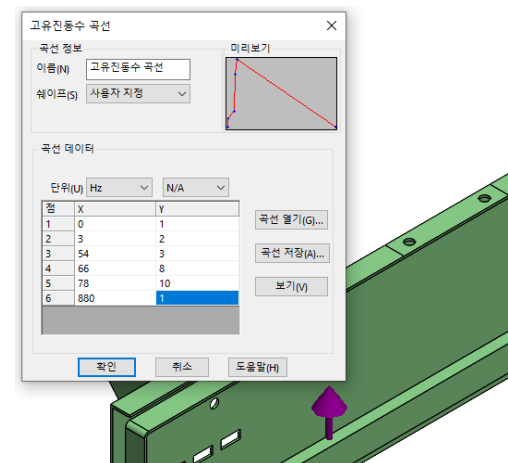 고유진동수 곡선
곡선 정보
미리보기
이름(N) 고유진동수 곡선
쉐이프(S) 사용자 지정
곡선 데이터
단위(U) Hz N/A
점 X Y
1 0 1
2 3 2
3 54 3
4 66 8
5 78 10
6 880 1
곡선 열기(G)...
곡선 저장(A)...
보기(V)
확인 취소 도움말(H)